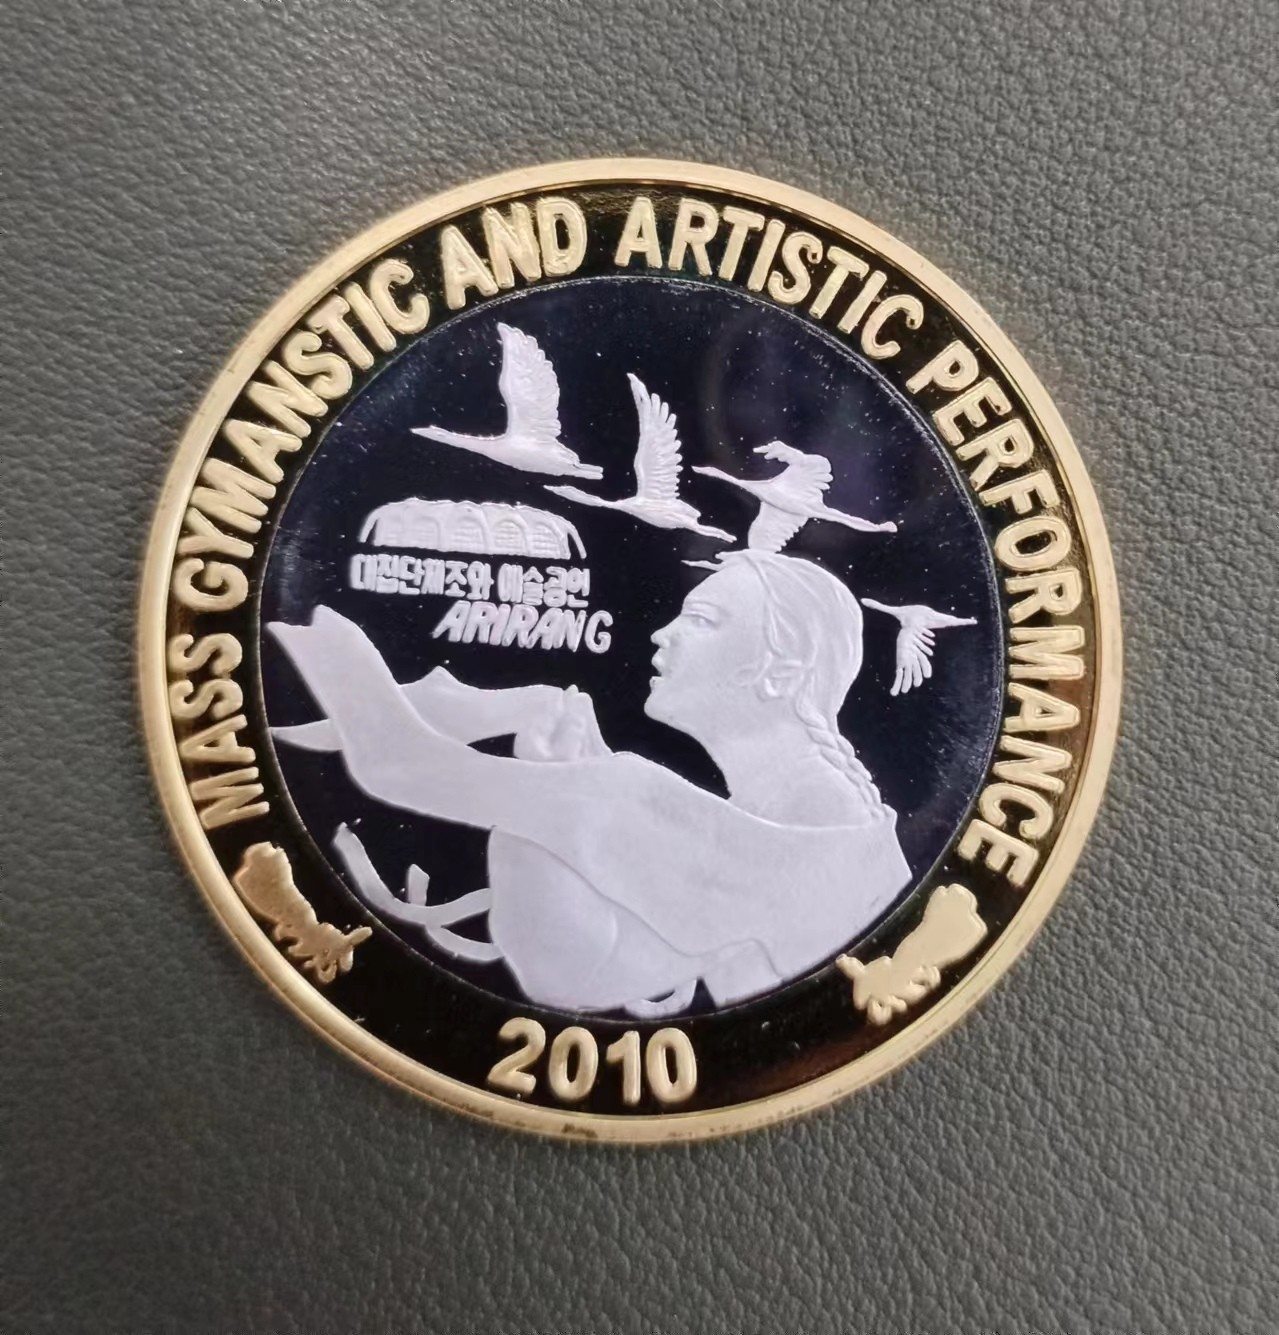 MASS GYMANSTIC AND ARTISTIC PERFORMANCE
대집단체조와 예술공연
ARIRANG
2010